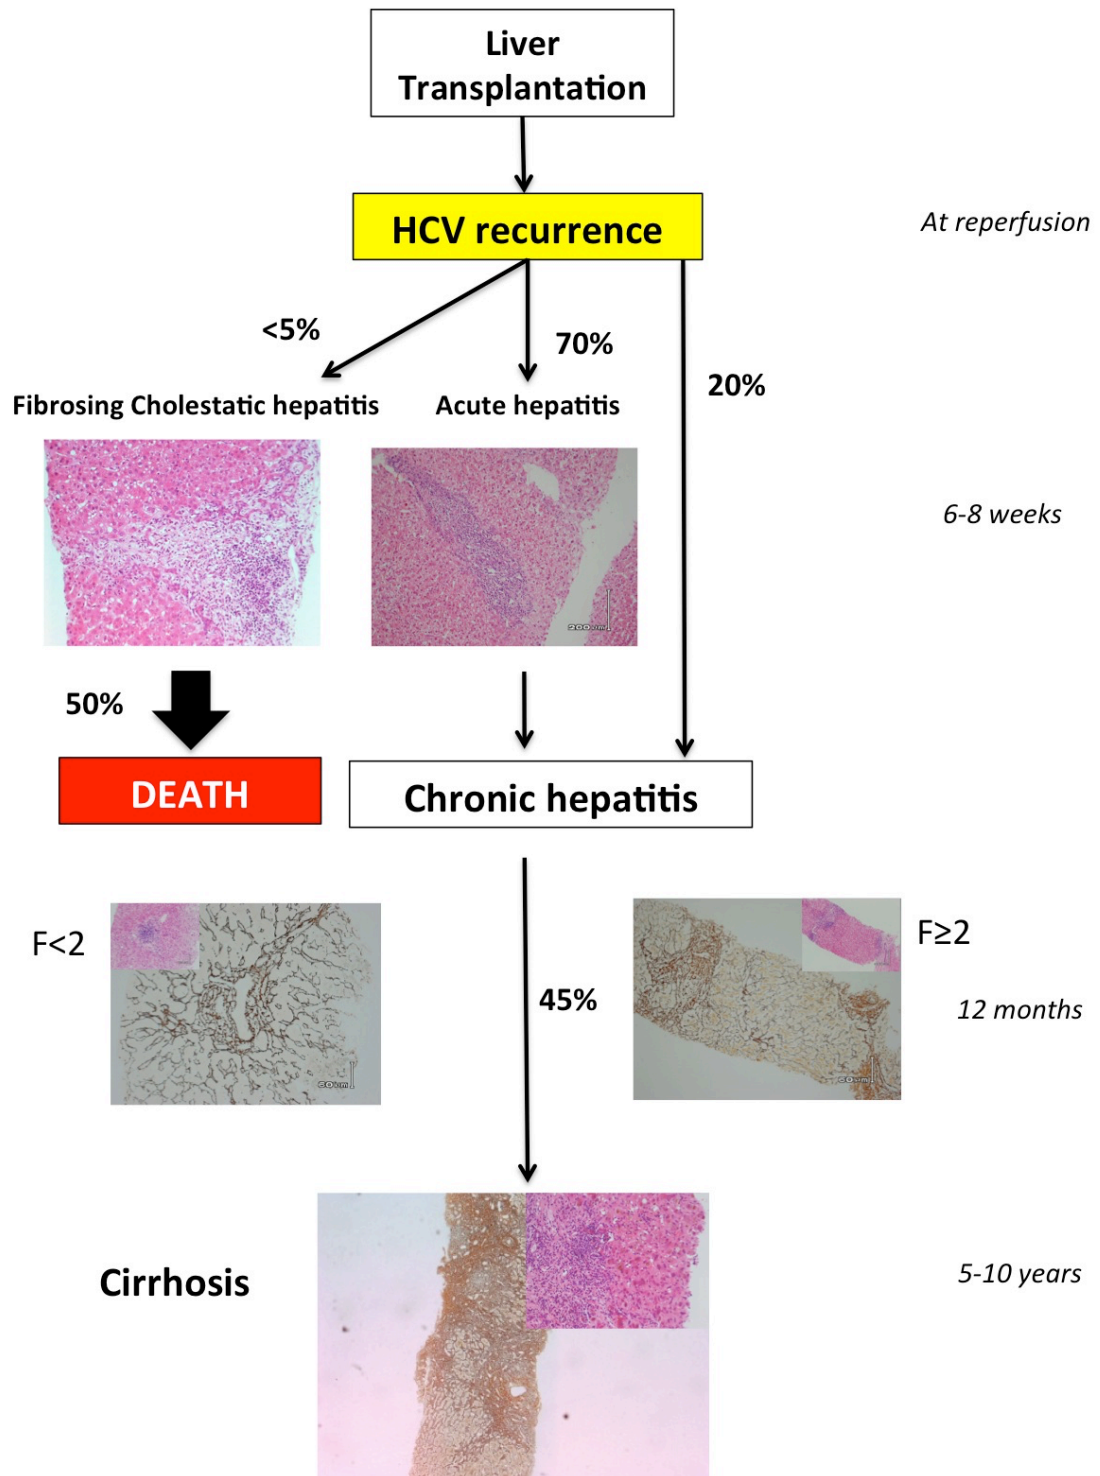 Liver
Transplantation
HCV recurrence
At reperfusion
<5%
70%
20%
Fibrosing Cholestatic hepatitis
Acute hepatitis
6-8 weeks
50%
DEATH
Chronic hepatitis
F<2
F≥2
45%
12 months
Cirrhosis
5-10 years